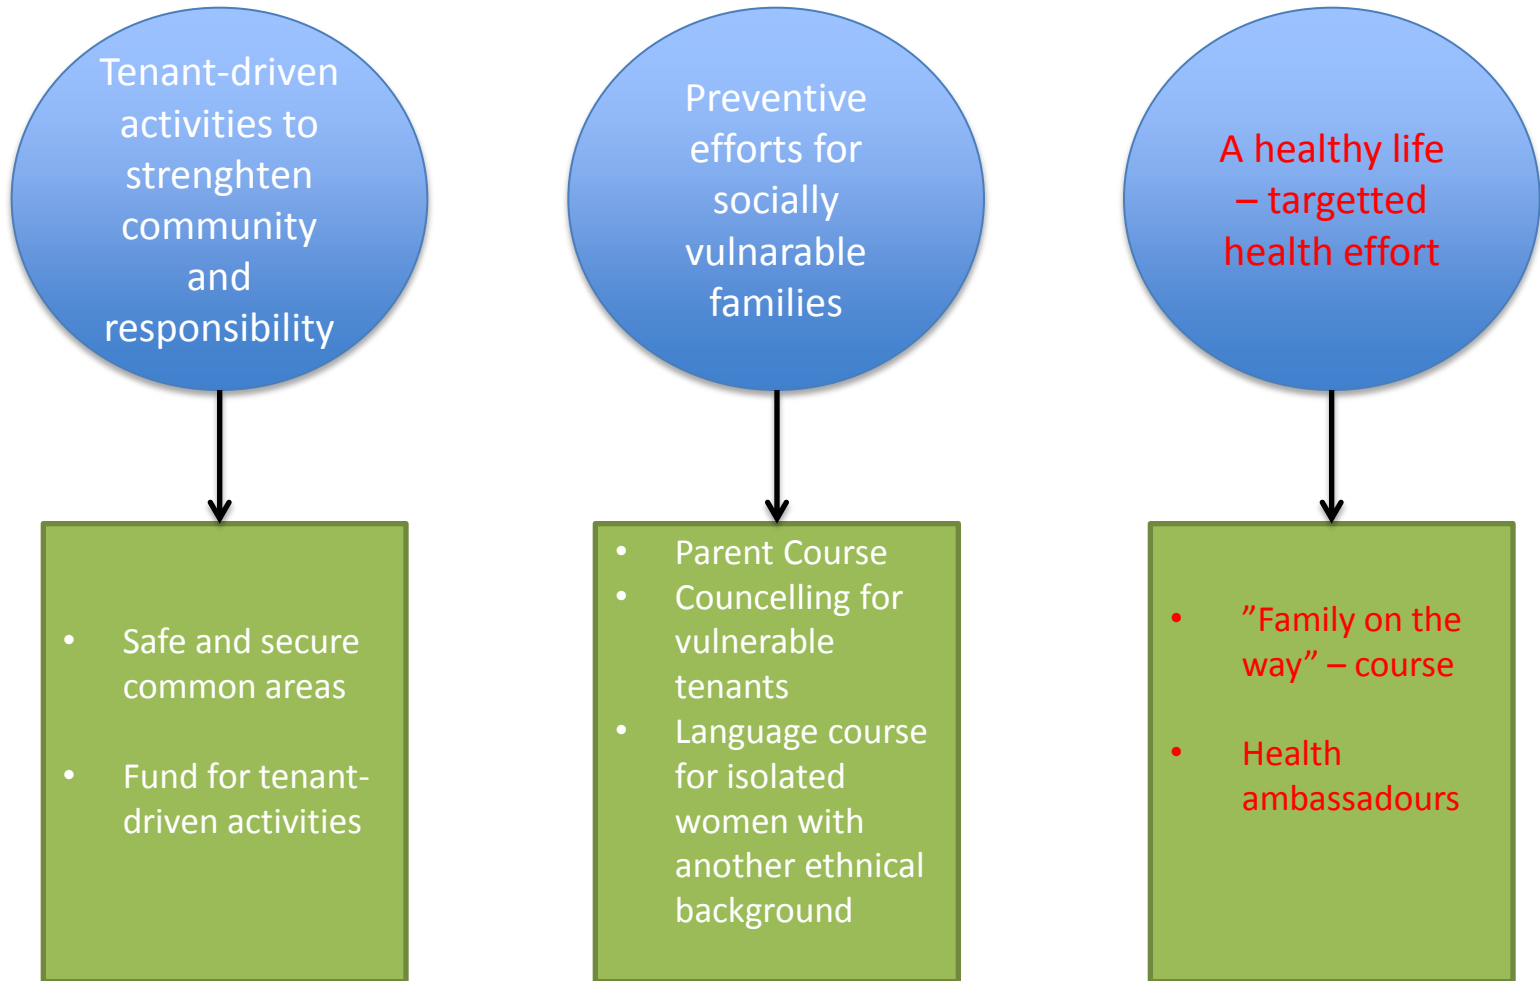 Tenant-driven
activities to
strenghten
community
and
responsibility
Preventive
efforts for
socially
vulnarable
families
A healthy life
– targetted
health effort
• Safe and secure
common areas
• Fund for tenant-
driven activities
• Parent Course
• Councelling for
vulnerable
tenants
• Language course
for isolated
women with
another ethnical
background
• ”Family on the
way” – course
• Health
ambassadours